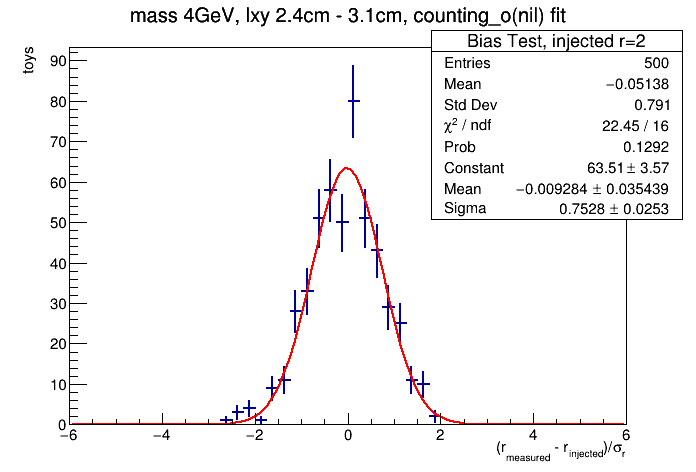 mass 4GeV, lxy 2.4cm - 3.1cm, counting_o(nil) fit
Bias Test, injected r=2
Entries 500
Mean −0.05138
Std Dev 0.791
χ² / ndf 22.45 / 16
Prob 0.1292
Constant 63.51 ± 3.57
Mean −0.009284 ± 0.035439
Sigma 0.7528 ± 0.0253
toys
90
80
70
60
50
40
30
20
10
0
−6 −4 −2 0 2 4 6
(r_measured - r_injected)/σ_r